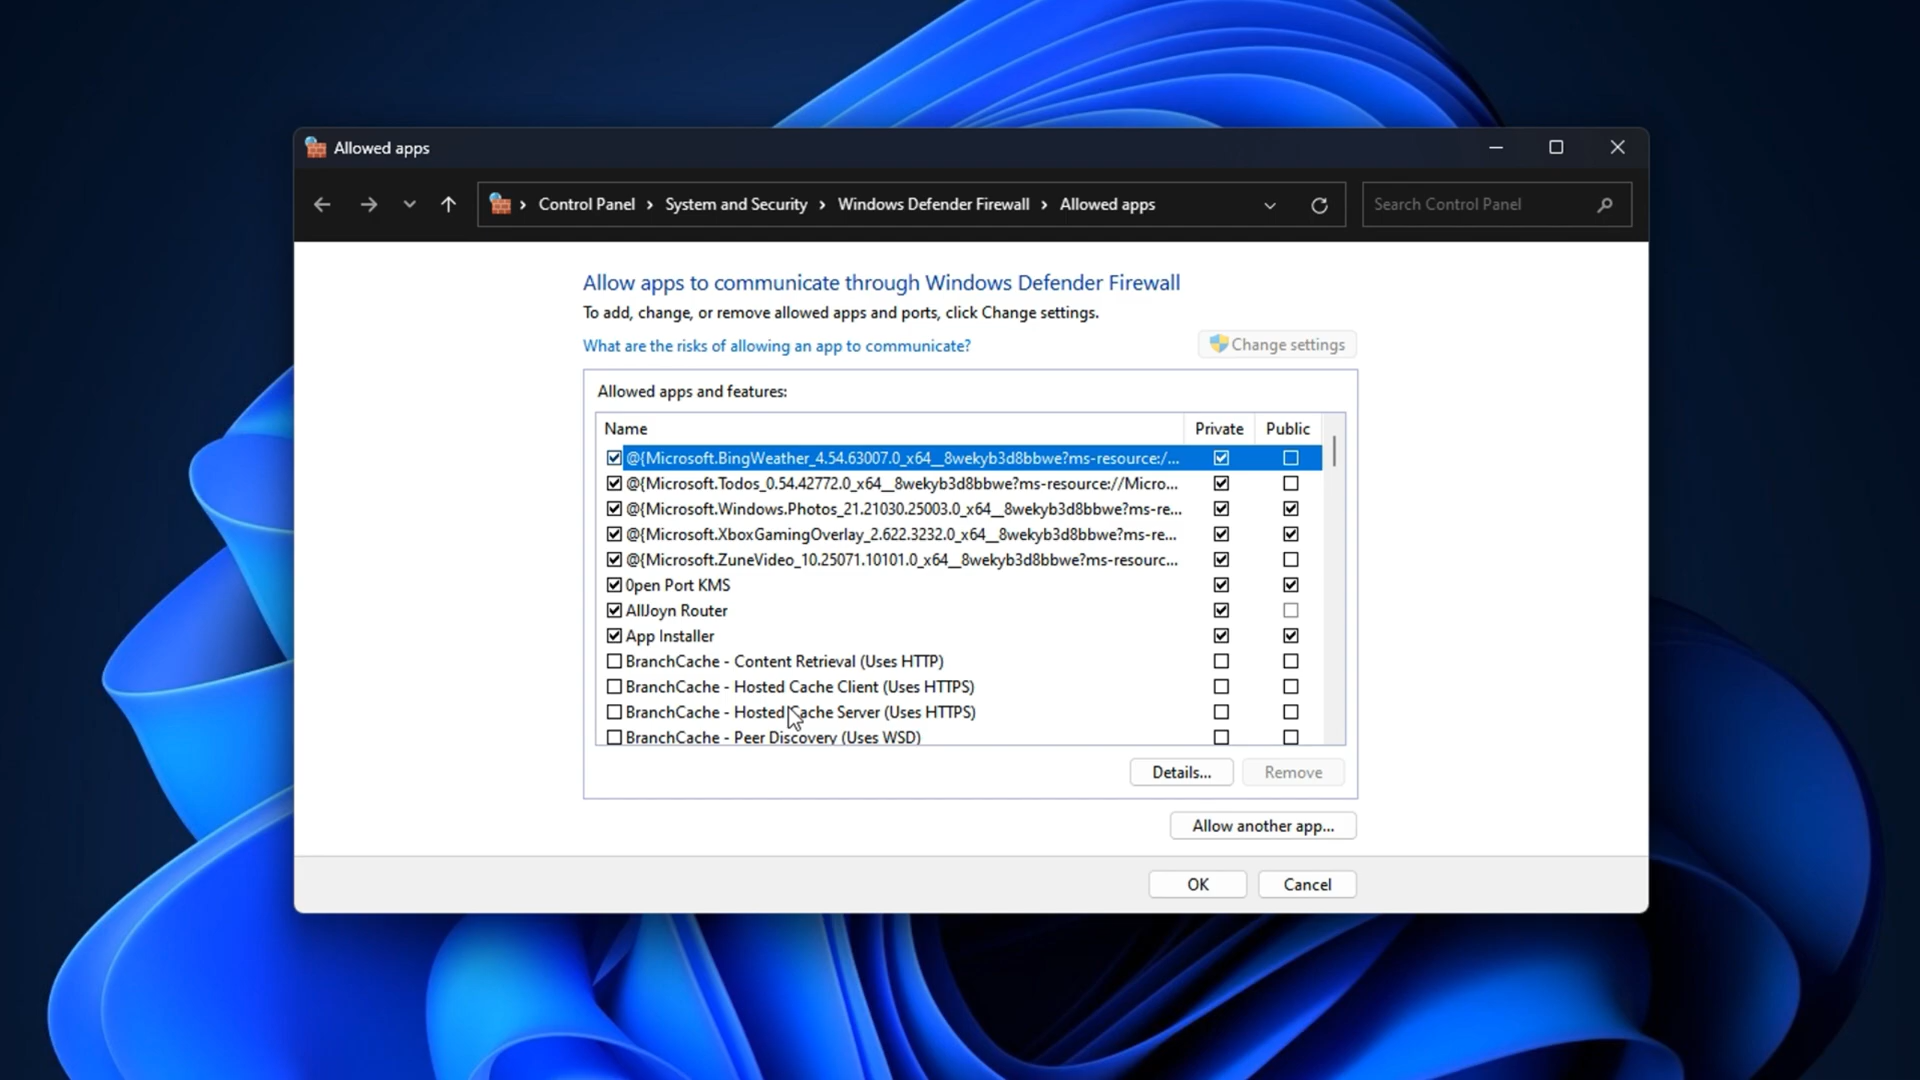 Allowed apps
Control Panel › System and Security › Windows Defender Firewall › Allowed apps
Search Control Panel
Allow apps to communicate through Windows Defender Firewall
To add, change, or remove allowed apps and ports, click Change settings.
What are the risks of allowing an app to communicate?
Change settings
Allowed apps and features:
Name Private Public
@{Microsoft.BingWeather_4.54.63007.0_x64__8wekyb3d8bbwe?ms-resource:/...
@{Microsoft.Todos_0.54.42772.0_x64__8wekyb3d8bbwe?ms-resource://Micro...
@{Microsoft.Windows.Photos_21.21030.25003.0_x64__8wekyb3d8bbwe?ms-re...
@{Microsoft.XboxGamingOverlay_2.622.3232.0_x64__8wekyb3d8bbwe?ms-re...
@{Microsoft.ZuneVideo_10.25071.10101.0_x64__8wekyb3d8bbwe?ms-resourc...
0pen Port KMS
AllJoyn Router
App Installer
BranchCache - Content Retrieval (Uses HTTP)
BranchCache - Hosted Cache Client (Uses HTTPS)
BranchCache - Hosted Cache Server (Uses HTTPS)
BranchCache - Peer Discovery (Uses WSD)
Details... Remove
Allow another app...
OK Cancel